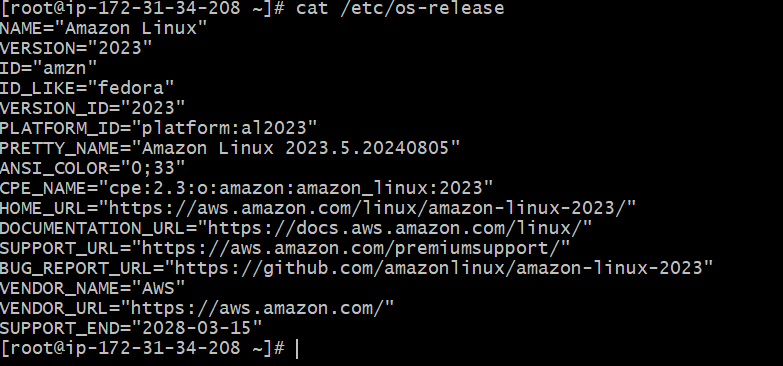 [root@ip-172-31-34-208 ~]# cat /etc/os-release
NAME="Amazon Linux"
VERSION="2023"
ID="amzn"
ID_LIKE="fedora"
VERSION_ID="2023"
PLATFORM_ID="platform:al2023"
PRETTY_NAME="Amazon Linux 2023.5.20240805"
ANSI_COLOR="0;33"
CPE_NAME="cpe:2.3:o:amazon:amazon_linux:2023"
HOME_URL="https://aws.amazon.com/linux/amazon-linux-2023/"
DOCUMENTATION_URL="https://docs.aws.amazon.com/linux/"
SUPPORT_URL="https://aws.amazon.com/premiumsupport/"
BUG_REPORT_URL="https://github.com/amazonlinux/amazon-linux-2023"
VENDOR_NAME="AWS"
VENDOR_URL="https://aws.amazon.com/"
SUPPORT_END="2028-03-15"
[root@ip-172-31-34-208 ~]#